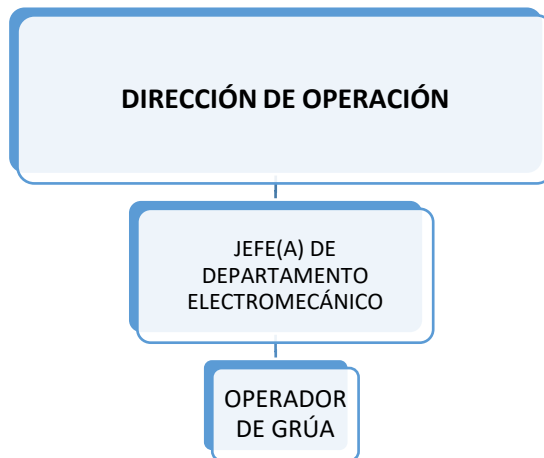 DIRECCIÓN DE OPERACIÓN
JEFE(A) DE
DEPARTAMENTO
ELECTROMECÁNICO
OPERADOR
DE GRÚA